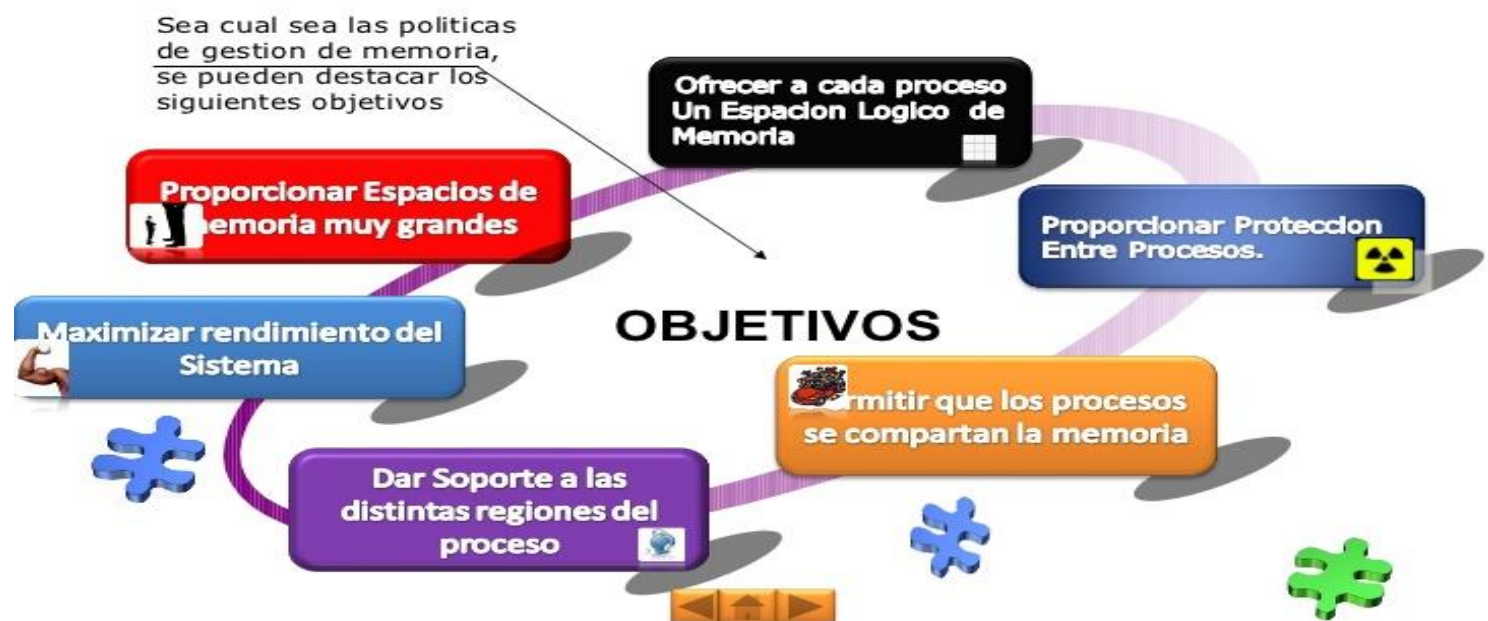 Sea cual sea las politicas
de gestion de memoria,
se pueden destacar los
siguientes objetivos
Ofrecer a cada proceso
Un Espacion Logico de
Memoria
Proporcionar Espacios de
memoria muy grandes
Proporcionar Proteccion
Entre Procesos.
OBJETIVOS
Maximizar rendimiento del
Sistema
ermitir que los procesos
se compartan la memoria
Dar Soporte a las
distintas regiones del
proceso